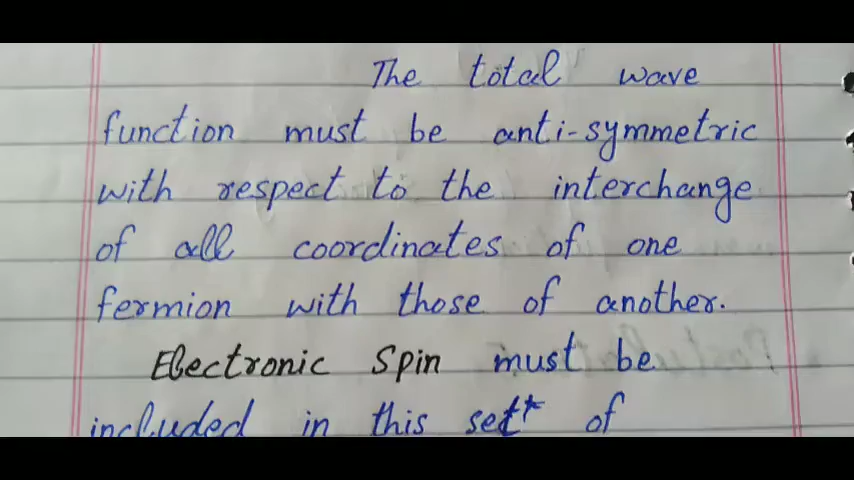 The total wave
function must be anti-symmetric
with respect to the interchange
of all coordinates of one
fermion with those of another.
Electronic Spin must be
included in this set of